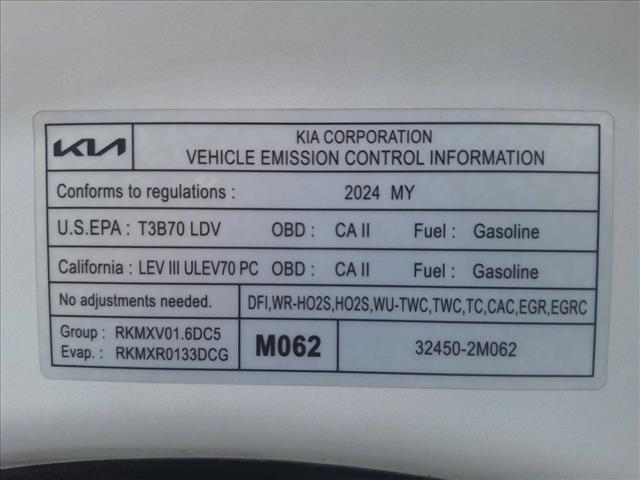 KIA
KIA CORPORATION
VEHICLE EMISSION CONTROL INFORMATION
Conforms to regulations : 2024 MY
U.S.EPA : T3B70 LDV OBD : CA II Fuel : Gasoline
California : LEV III ULEV70 PC OBD : CA II Fuel : Gasoline
No adjustments needed. DFI,WR-HO2S,HO2S,WU-TWC,TWC,TC,CAC,EGR,EGRC
Group : RKMXV01.6DC5
Evap. : RKMXR0133DCG
M062
32450-2M062